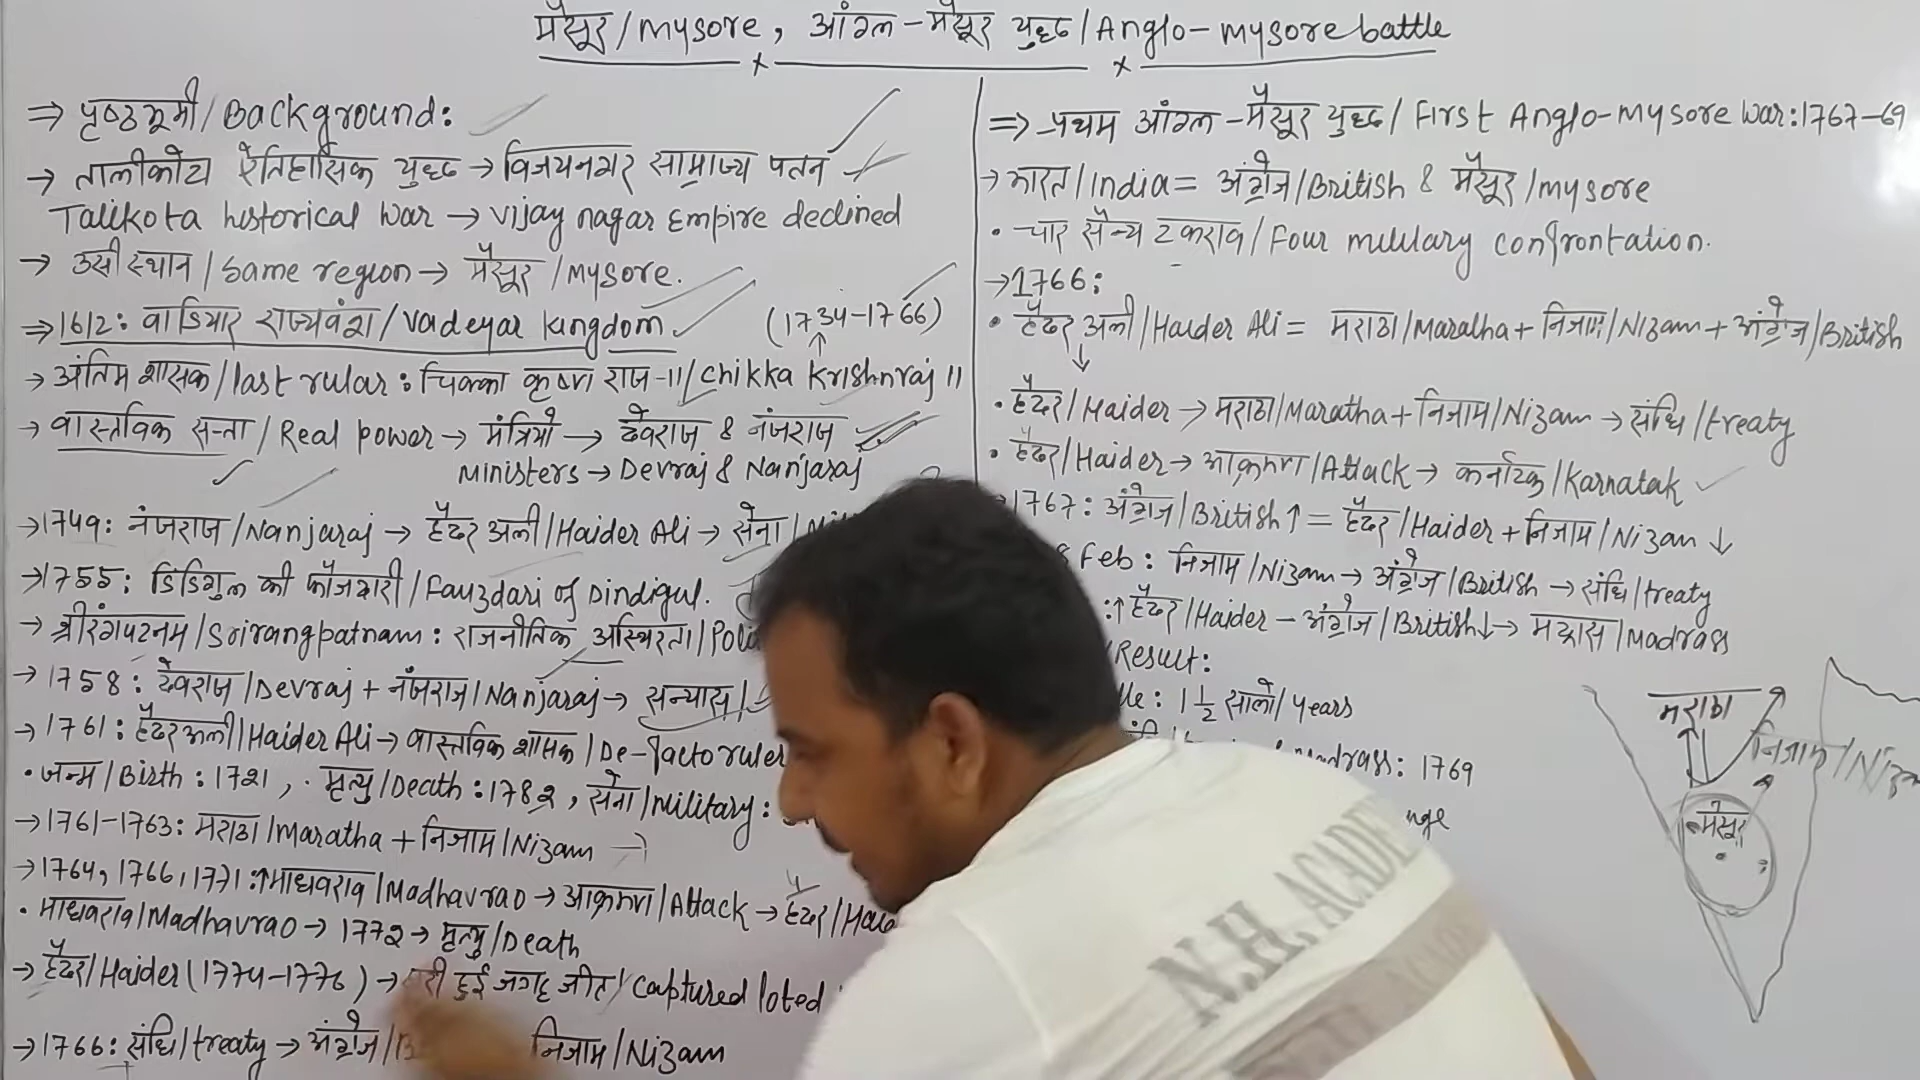 मैसूर/Mysore, आंग्ल-मैसूर युद्ध/Anglo-mysore battle
⇒ पृष्ठभूमी/Background:
→ तालीकोटा ऐतिहासिक युद्ध → विजयनगर साम्राज्य पतन
Talikota historical war → vijay nagar Empire declined
→ उसी स्थान/Same region → मैसूर/Mysore.
⇒ 1612: वाडियार राज्यवंश/Vadeyar kingdom (1734-1766)
→ अंतिम शासक/last rular: चिक्का कृष्ण राज-II/Chikka Krishnraj II
→ वास्तविक सत्ता/Real power → मंत्रियों → देवराज & नंजराज
Ministers → Devraj & Nanjaraj
→ 1749: नंजराज/Nanjaraj → हैदर अली/Haider Ali → सेना/
→ 1755: डिंडिगुल की फौजदारी/Fauzdari of Dindigul.
→ श्रीरंगपटनम/Srirangpatnam: राजनीतिक अस्थिरता/
→ 1758: देवराज/Devraj + नंजराज/Nanjaraj → सन्यास/
→ 1761: हैदर अली/Haider Ali → वास्तविक शासक/De-facto ruler
• जन्म/Birth: 1721, • मृत्यु/Death: 1782, सेना/military:
→ 1761-1763: मराठा/Maratha + निजाम/Nizam →
→ 1764, 1766, 1771: ↑माधवराव/Madhavrao → आक्रमण/Attack → हैदर/
• माधवराव/Madhavrao → 1772 → मृत्यु/Death
→ हैदर/Haider (1774-1776) → हुई जगह जीत/captured loted
→ 1766: संधि/treaty → अंग्रेज/ निजाम/Nizam
⇒ प्रथम आंग्ल-मैसूर युद्ध/First Anglo-Mysore war: 1767-69
→ भारत/India = अंग्रेजो/British & मैसूर/mysore
• चार सैन्य टकराव/Four military confrontation.
→ 1766:
• हैदर अली/Haider Ali = मराठा/Maratha + निजाम/Nizam + अंग्रेज/British
↓
• हैदर/Haider → मराठा/Maratha + निजाम/Nizam → संधि/treaty
• हैदर/Haider → आक्रमण/Attack → कर्नाटक/Karnatak
1767: अंग्रेज/British ↑ = हैदर/Haider + निजाम/Nizam ↓
8 Feb: निजाम/Nizam → अंग्रेज/British → संधि/treaty
: ↑ हैदर/Haider - अंग्रेज/British ↓ → मद्रास/Madrass
/Result:
: 1 1/2 सालो/years
: 1769
मराठा
निजाम
मैसूर
N.H. ACADE